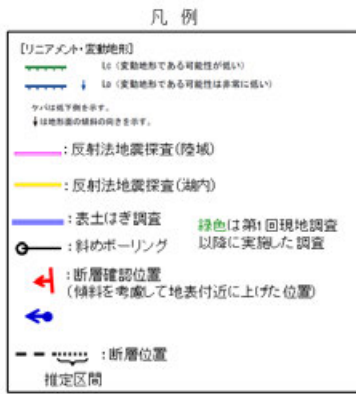 凡 例
[リニアメント・変動地形]
Lc (変動地形である可能性が低い)
LD (変動地形である可能性は非常に低い)
ケバは低下側を示す。
↓は地形面の傾斜の向きを示す。
:反射法地震探査(陸域)
:反射法地震探査(湖内)
:表土はぎ調査
緑色は第1回現地調査
以降に実施した調査
:斜めボーリング
:断層確認位置
(傾斜を考慮して地表付近に上げた位置)
:断層位置
推定区間